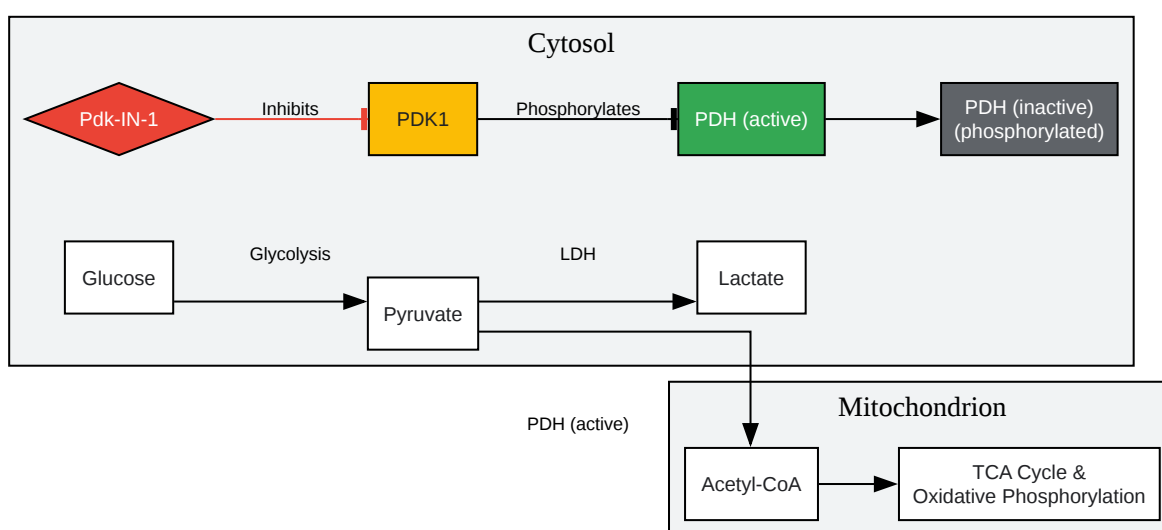 Cytosol
Pdk-IN-1
Inhibits
PDK1
Phosphorylates
PDH (active)
PDH (inactive)
(phosphorylated)
Glucose
Glycolysis
Pyruvate
LDH
Lactate
PDH (active)
Mitochondrion
Acetyl-CoA
TCA Cycle &
Oxidative Phosphorylation